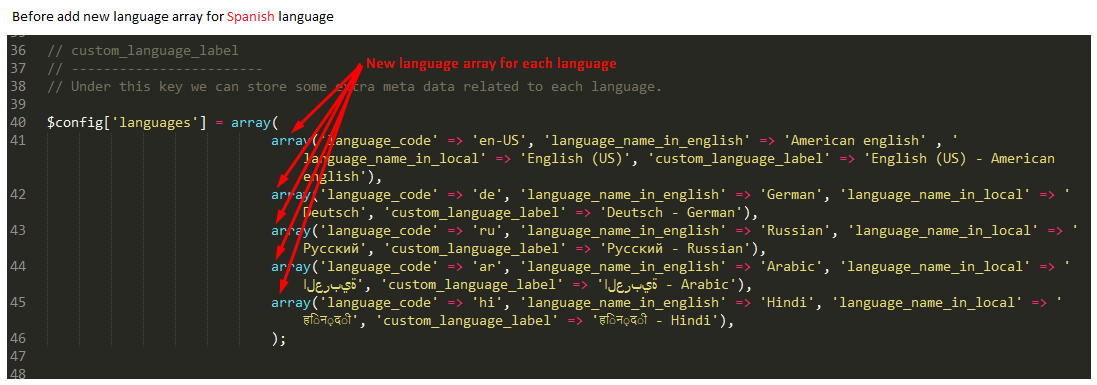 Before add new language array for Spanish language
36 // custom_language_label
37 // ------------------------
New language array for each language
38 // Under this key we can store some extra meta data related to each language.
39
40 $config['languages'] = array(
41 array('language_code' => 'en-US', 'language_name_in_english' => 'American english' , '
language_name_in_local' => 'English (US)', 'custom_language_label' => 'English (US) - American
english'),
42 array('language_code' => 'de', 'language_name_in_english' => 'German', 'language_name_in_local' => '
Deutsch', 'custom_language_label' => 'Deutsch - German'),
43 array('language_code' => 'ru', 'language_name_in_english' => 'Russian', 'language_name_in_local' => '
Русский', 'custom_language_label' => 'Русский - Russian'),
44 array('language_code' => 'ar', 'language_name_in_english' => 'Arabic', 'language_name_in_local' => '
العربية', 'custom_language_label' => 'العربية - Arabic'),
45 array('language_code' => 'hi', 'language_name_in_english' => 'Hindi', 'language_name_in_local' => '
हिन्दी', 'custom_language_label' => 'हिन्दी - Hindi'),
46 );
47
48